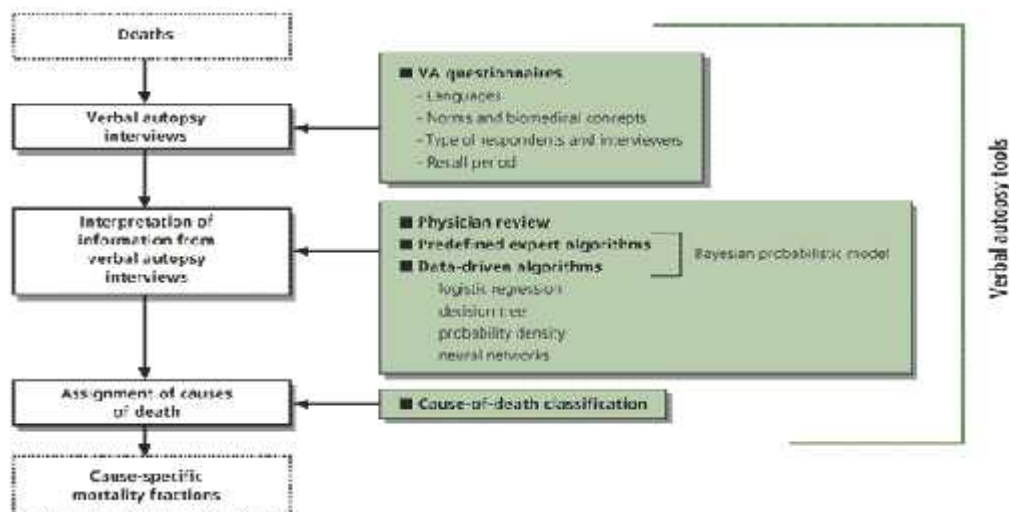 Deaths
Verbal autopsy
interviews
■ VA questionnaires
- Languages
- Norms and biomedical concepts
- Type of respondents and interviewers
- Recall period
Interpretation of
information from
verbal autopsy
interviews
■ Physician review
■ Predefined expert algorithms
■ Data-driven algorithms
logistic regression
decision tree
probability density
neural networks
Bayesian probabilistic model
Assignment of causes
of death
■ Cause-of-death classification
Cause-specific
mortality fractions
Verbal autopsy tools